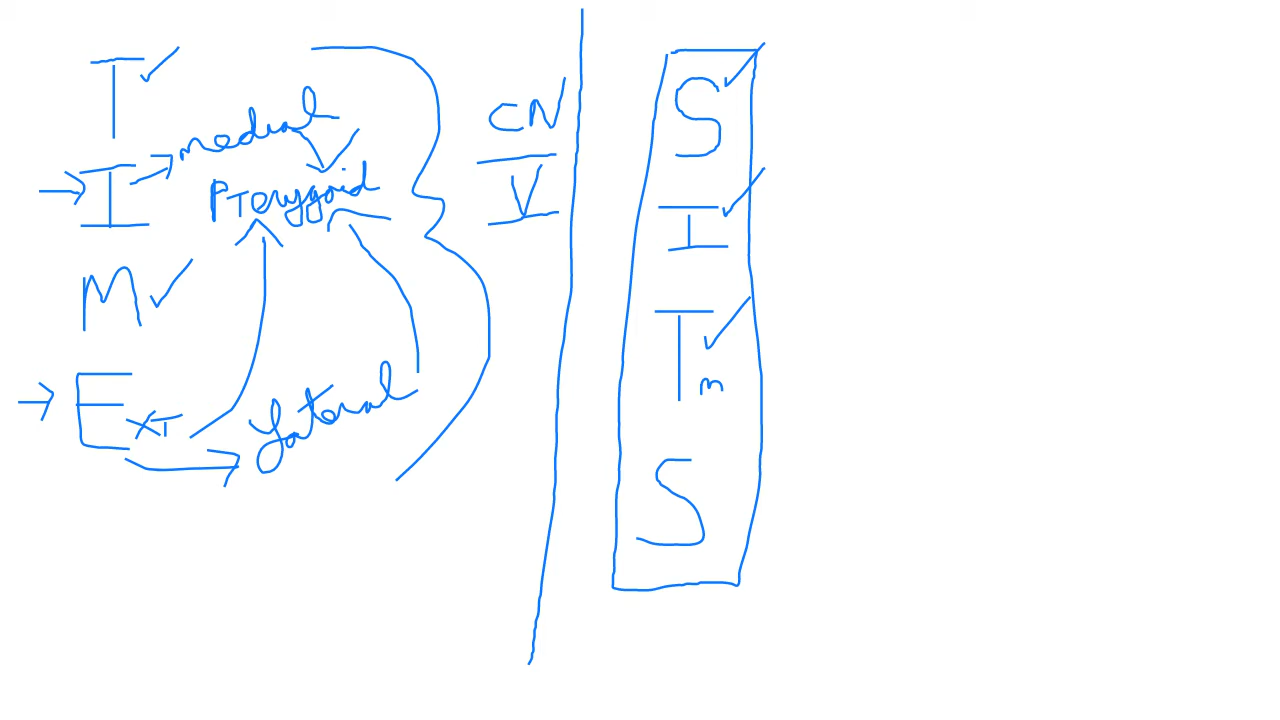 T
I medial
Pterygoid
M
Ext lateral
CN
V
S
I
Tm
S